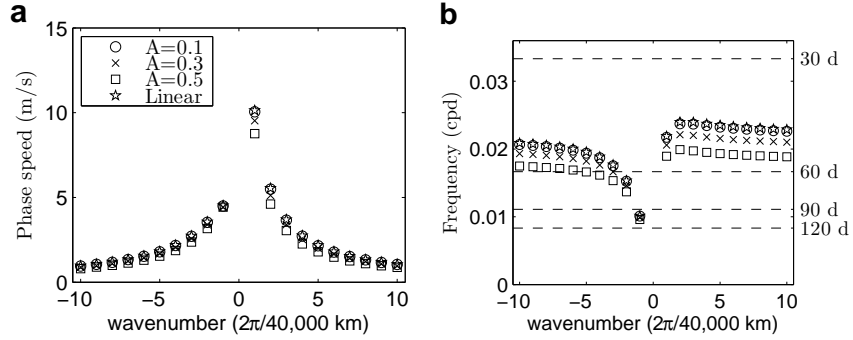 a
15
10
5
0
Phase speed (m/s)
A=0.1
A=0.3
A=0.5
Linear
−10 −5 0 5 10
wavenumber (2π/40,000 km)
b
0.03
0.02
0.01
0
Frequency (cpd)
30 d
60 d
90 d
120 d
−10 −5 0 5 10
wavenumber (2π/40,000 km)